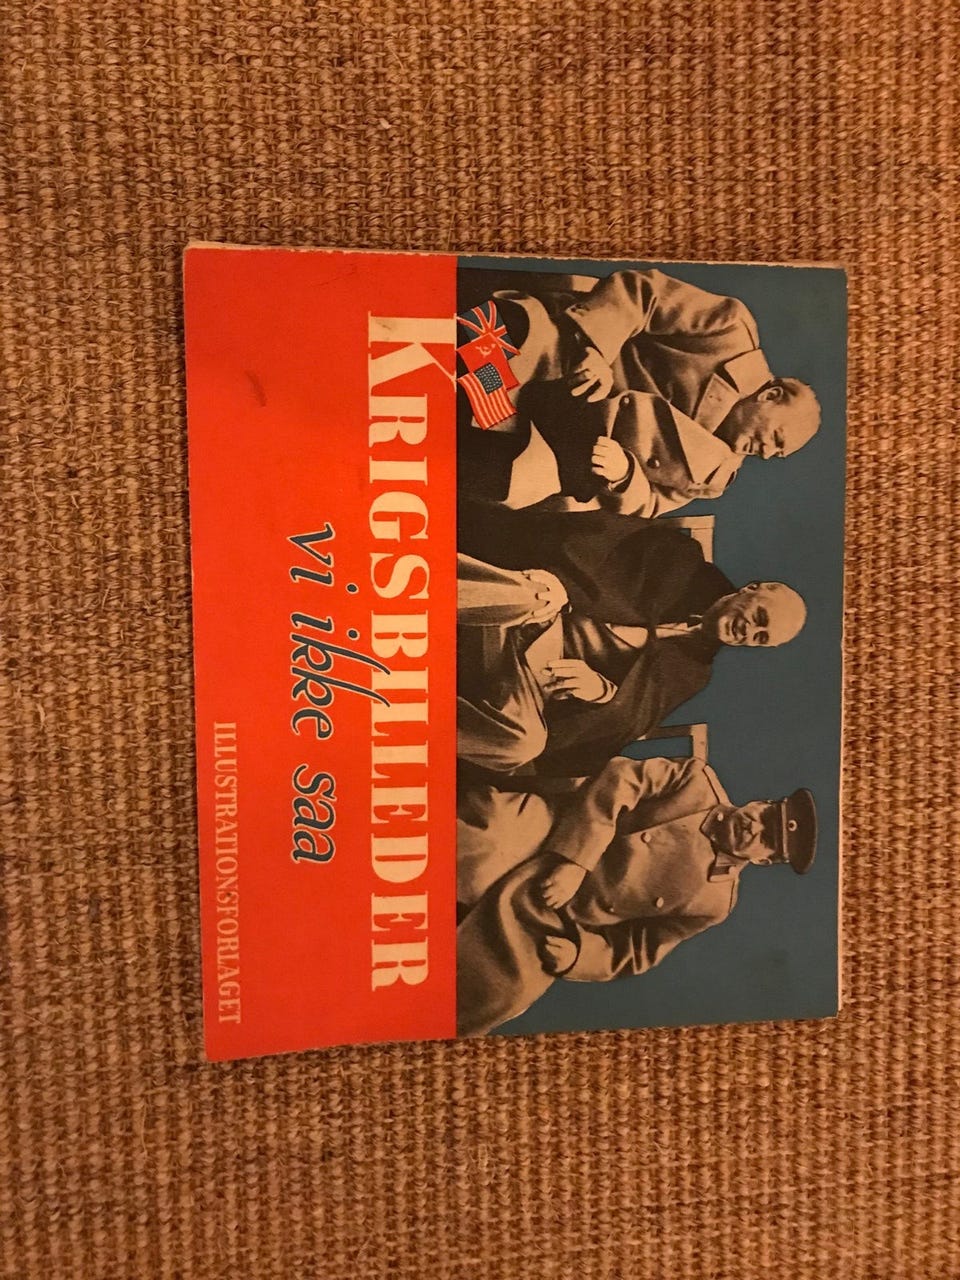 KRIGSBILLEDER
vi ikke saa
ILLUSTRATIONSFORLAGET